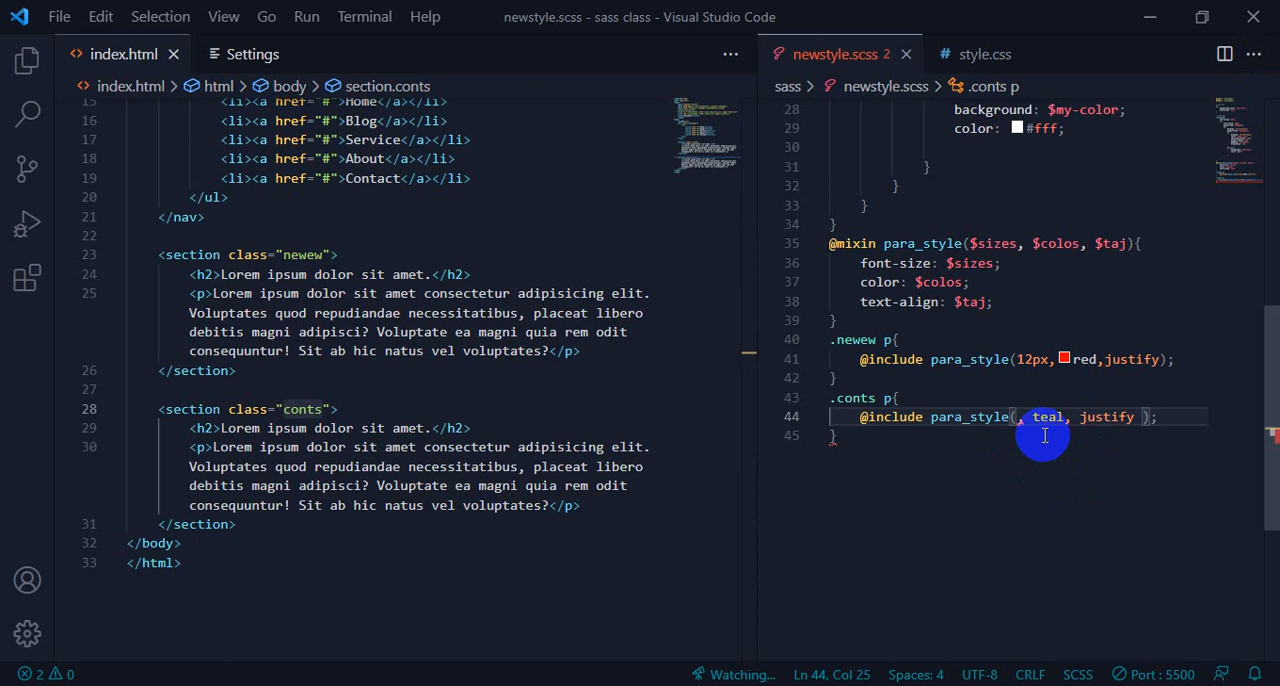 File Edit Selection View Go Run Terminal Help newstyle.scss - sass class - Visual Studio Code
index.html Settings
index.html html body section.conts
15 <li><a href="#">Home</a></li>
16 <li><a href="#">Blog</a></li>
17 <li><a href="#">Service</a></li>
18 <li><a href="#">About</a></li>
19 <li><a href="#">Contact</a></li>
20 </ul>
21 </nav>
22
23 <section class="newew">
24 <h2>Lorem ipsum dolor sit amet.</h2>
25 <p>Lorem ipsum dolor sit amet consectetur adipisicing elit.
Voluptates quod repudiandae necessitatibus, placeat libero
debitis magni adipisci? Voluptate ea magni quia rem odit
consequuntur! Sit ab hic natus vel voluptates?</p>
26 </section>
27
28 <section class="conts">
29 <h2>Lorem ipsum dolor sit amet.</h2>
30 <p>Lorem ipsum dolor sit amet consectetur adipisicing elit.
Voluptates quod repudiandae necessitatibus, placeat libero
debitis magni adipisci? Voluptate ea magni quia rem odit
consequuntur! Sit ab hic natus vel voluptates?</p>
31 </section>
32 </body>
33 </html>
newstyle.scss 2 # style.css
sass newstyle.scss .conts p
28 background: $my-color;
29 color: #fff;
30
31 }
32 }
33 }
34 }
35 @mixin para_style($sizes, $colos, $taj){
36 font-size: $sizes;
37 color: $colos;
38 text-align: $taj;
39 }
40 .newew p{
41 @include para_style(12px,red,justify);
42 }
43 .conts p{
44 @include para_style(, teal, justify );
45 }
2 0 Watching... Ln 44, Col 25 Spaces: 4 UTF-8 CRLF SCSS Port : 5500